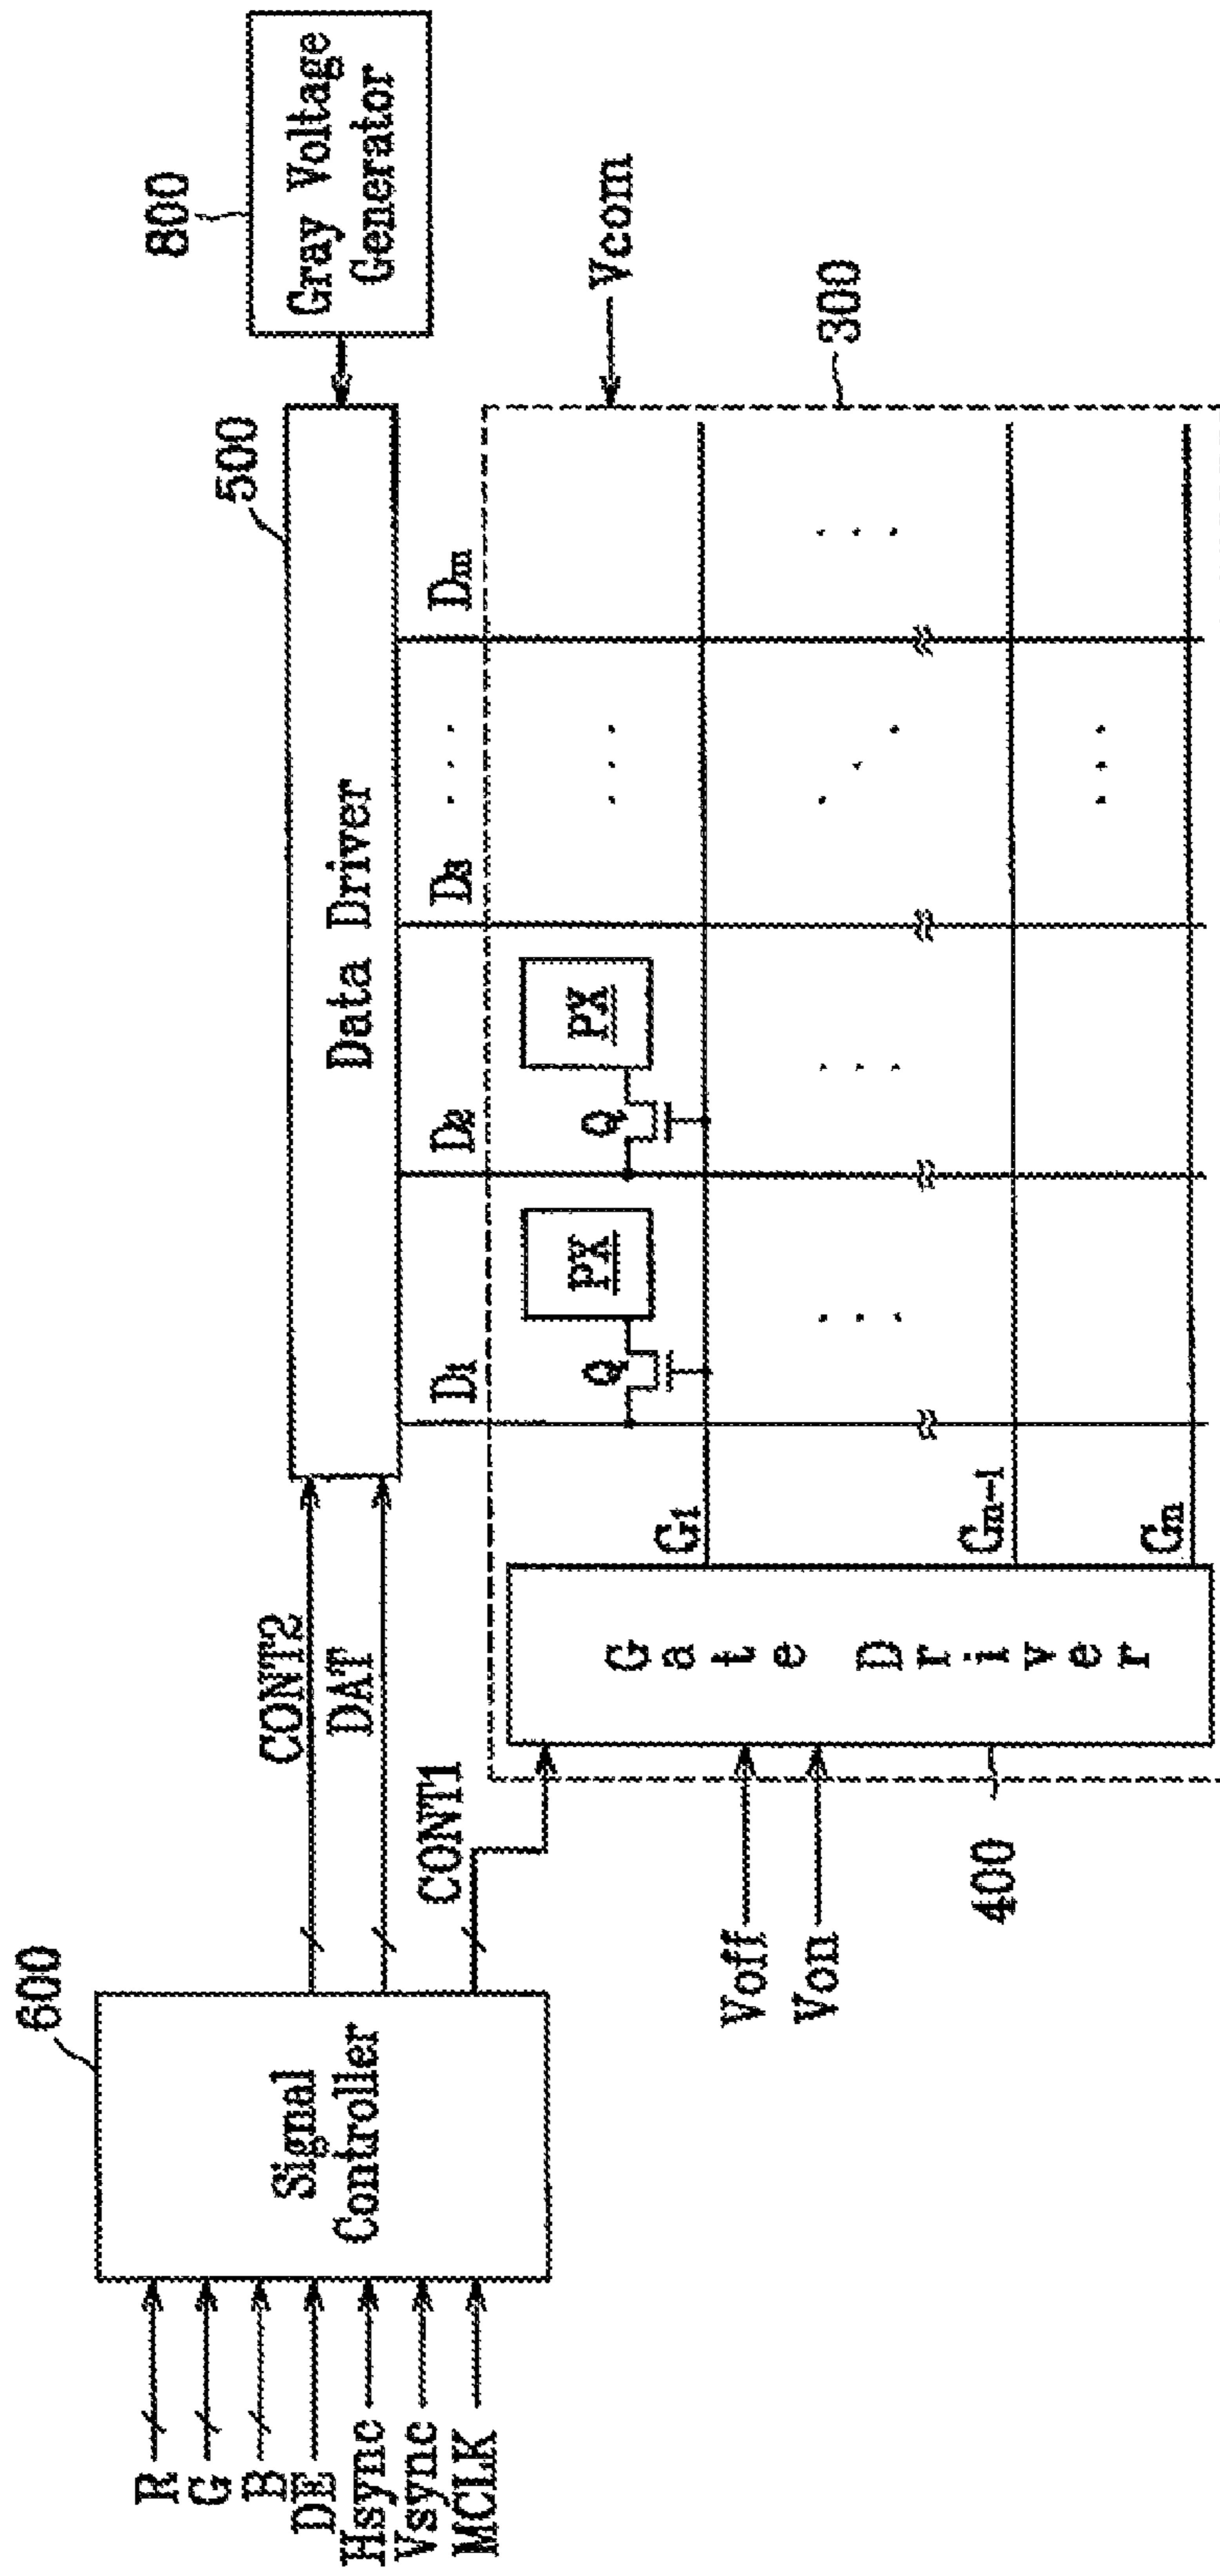 800
Gray Voltage
Generator
500
Data Driver
600
Signal
Controller
R
G
B
DE
Hsync
Vsync
MCLK
CONT2
DAT
CONT1
D1
D2
D3
Dm
Vcom
300
Q
PX
Q
PX
G1
Gn-1
Gn
Gate Driver
Voff
Von
400